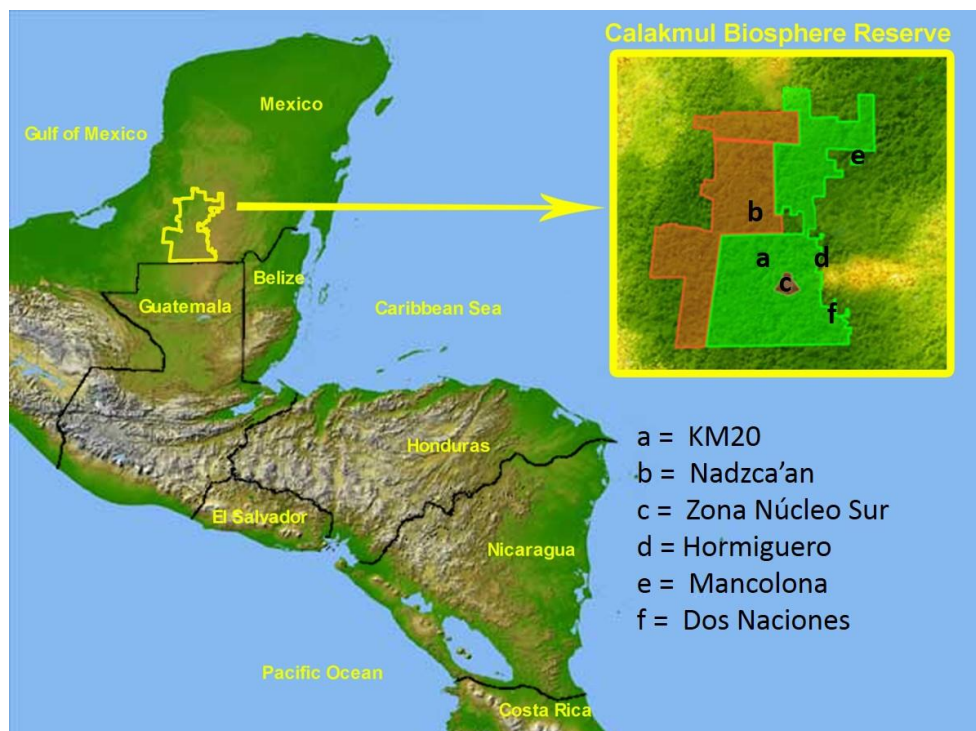 Calakmul Biosphere Reserve
Mexico
Gulf of Mexico
e
b
a
d
c
f
Belize
Guatemala
Caribbean Sea
Honduras
El Salvador
Nicaragua
Pacific Ocean
Costa Rica
a = KM20
b = Nadzca’an
c = Zona Núcleo Sur
d = Hormiguero
e = Mancolona
f = Dos Naciones